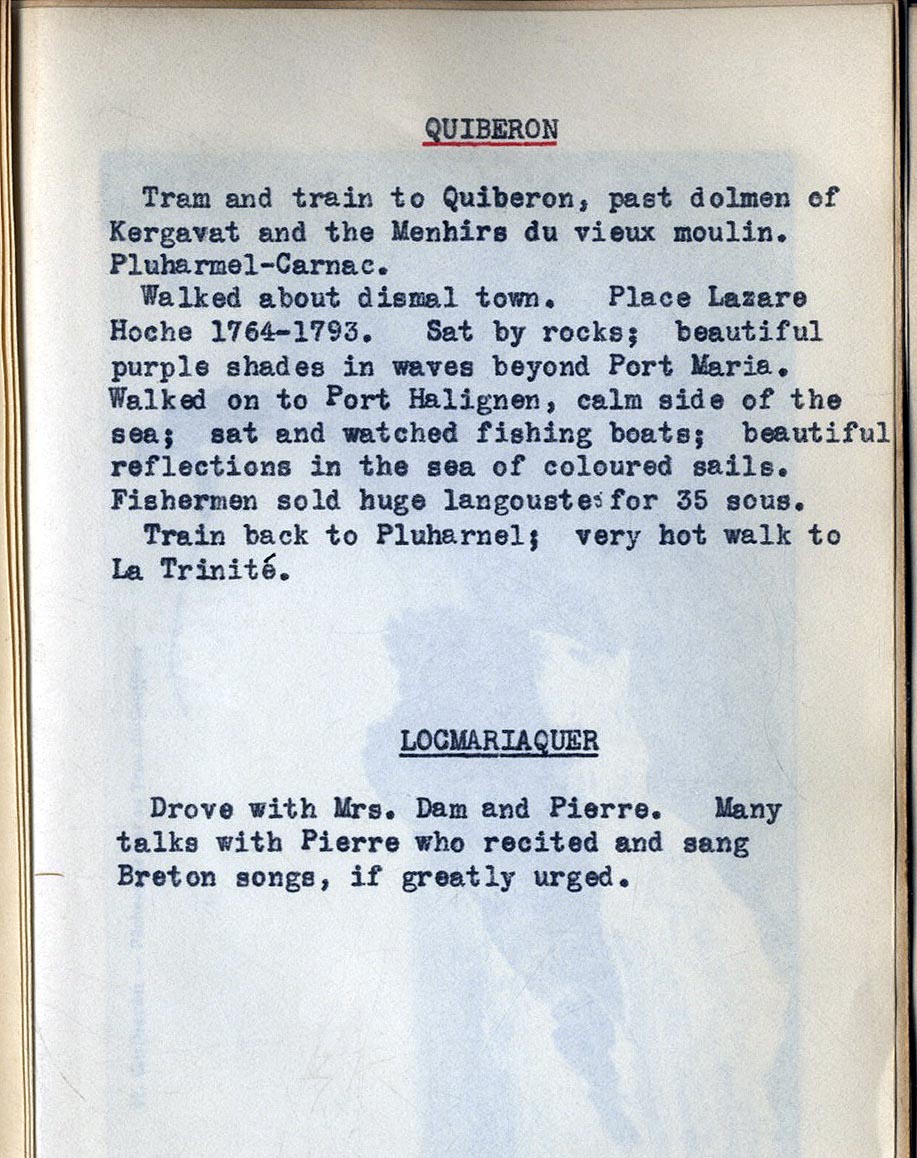 QUIBERON
Tram and train to Quiberon, past dolmen of
Kergavat and the Menhirs du vieux moulin.
Pluharmel-Carnac.
Walked about dismal town. Place Lazare
Hoche 1764-1793. Sat by rocks; beautiful
purple shades in waves beyond Port Maria.
Walked on to Port Halignen, calm side of the
sea; sat and watched fishing boats; beautiful
reflections in the sea of coloured sails.
Fishermen sold huge langoustes for 35 sous.
Train back to Pluharnel; very hot walk to
La Trinité.
LOCMARIAQUER
Drove with Mrs. Dam and Pierre. Many
talks with Pierre who recited and sang
Breton songs, if greatly urged.